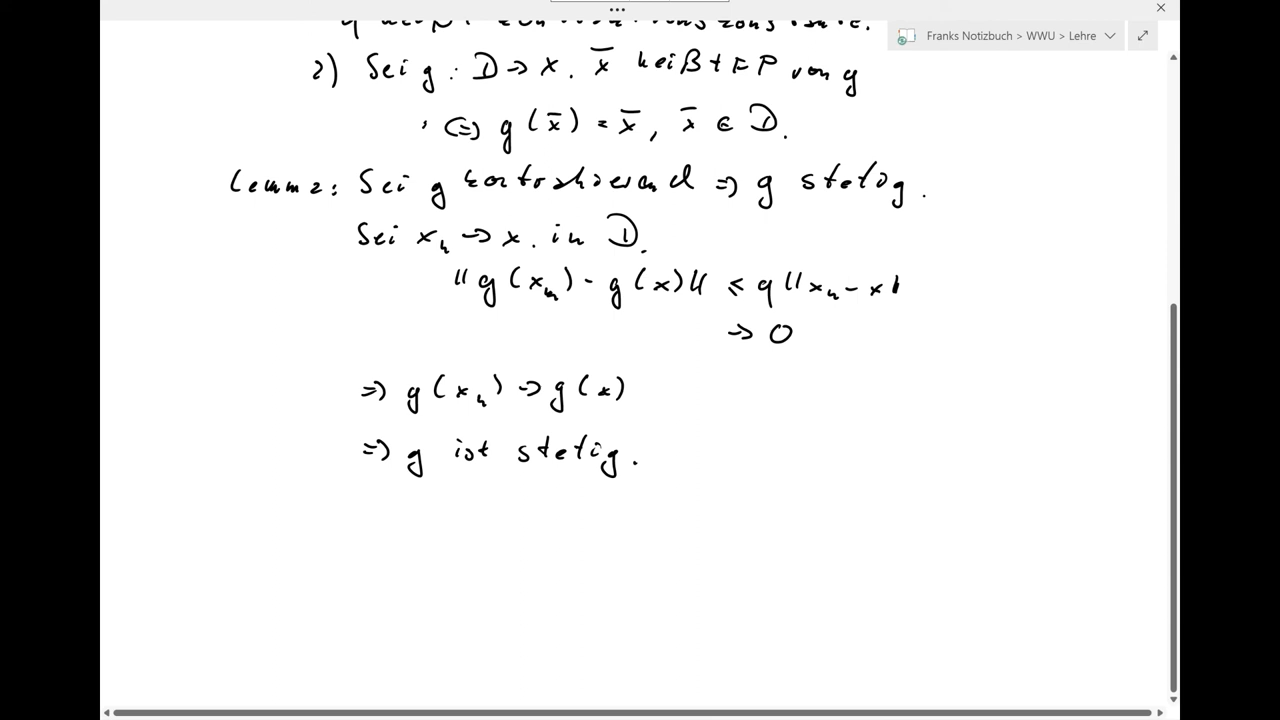 Franks Notizbuch > WWU > Lehre
q heißt
2) Sei g : D → X. x̄ heißt FP von g
⇔ g(x̄) = x̄, x̄ ∈ D.
Lemma: Sei g kontrahierend ⇒ g stetig.
Sei xₙ → x in D.
‖g(xₙ) - g(x)‖ ≤ q‖xₙ - x‖
→ 0
⇒ g(xₙ) → g(x)
⇒ g ist stetig.